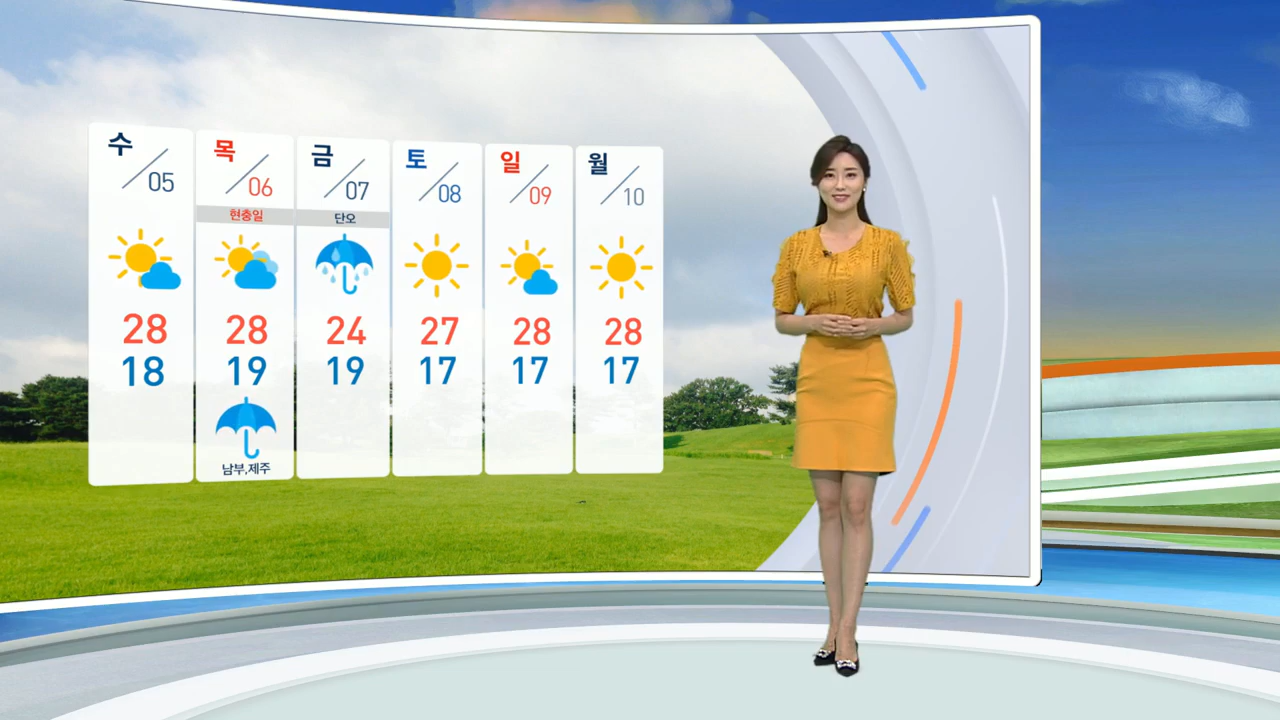 수/05
목/06
현충일
28
18
28
19
남부,제주
금/07
단오
24
19
토/08
27
17
일/09
28
17
월/10
28
17